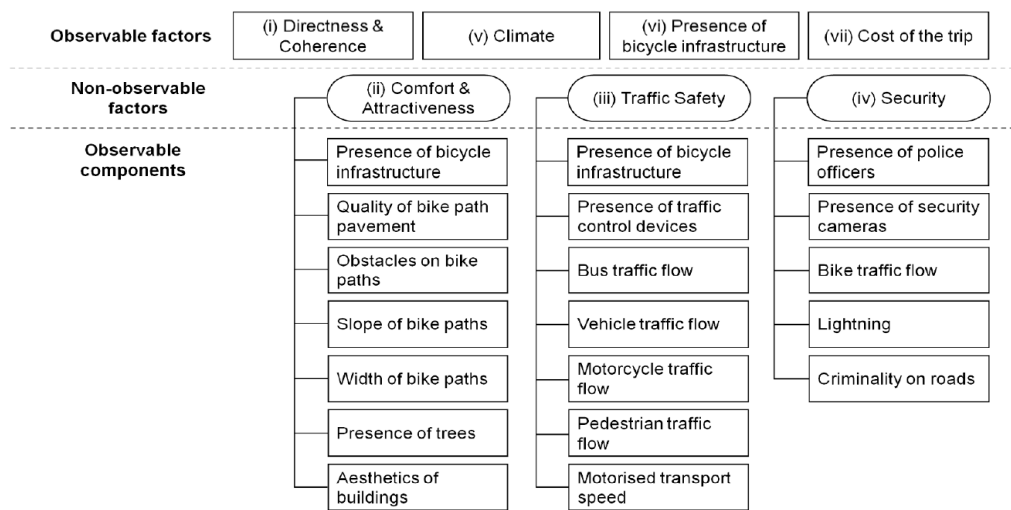 Observable factors
(i) Directness &
Coherence
(v) Climate
(vi) Presence of
bicycle infrastructure
(vii) Cost of the trip
Non-observable
factors
(ii) Comfort &
Attractiveness
(iii) Traffic Safety
(iv) Security
Observable
components
Presence of bicycle
infrastructure
Quality of bike path
pavement
Obstacles on bike
paths
Slope of bike paths
Width of bike paths
Presence of trees
Aesthetics of
buildings
Presence of bicycle
infrastructure
Presence of traffic
control devices
Bus traffic flow
Vehicle traffic flow
Motorcycle traffic
flow
Pedestrian traffic
flow
Motorised transport
speed
Presence of police
officers
Presence of security
cameras
Bike traffic flow
Lightning
Criminality on roads